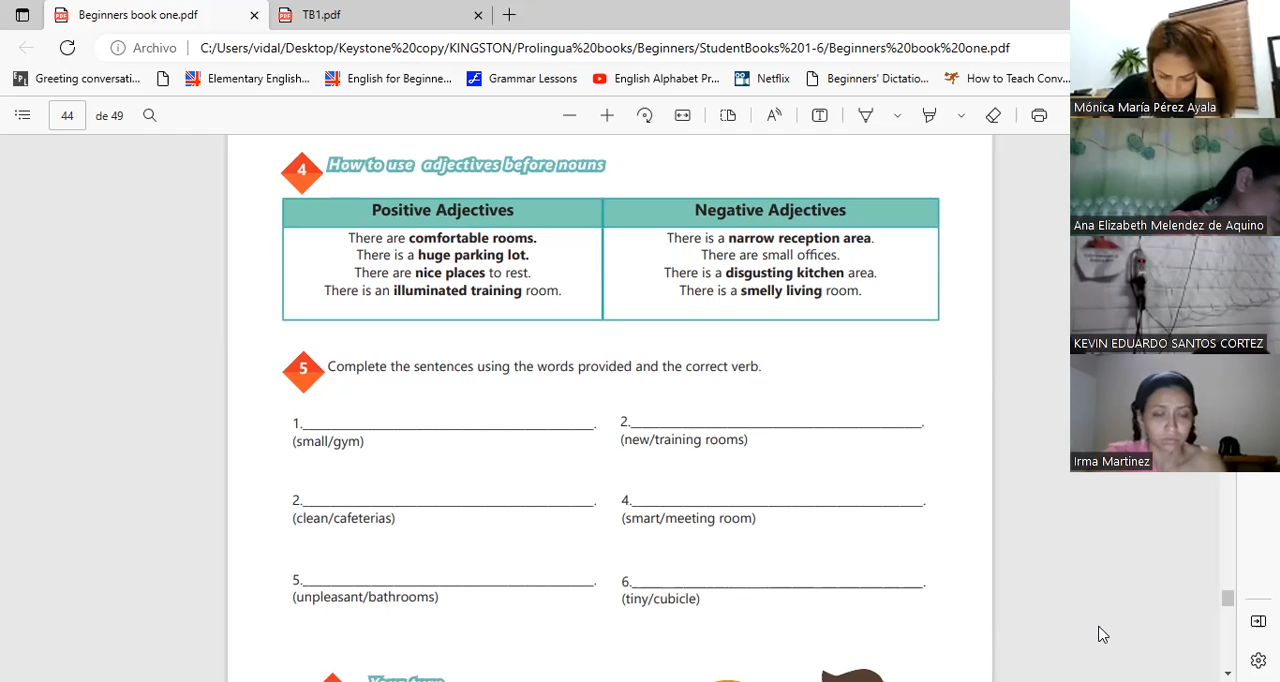 Beginners book one.pdf
TB1.pdf
Archivo
C:/Users/vidal/Desktop/Keystone%20copy/KINGSTON/Prolingua%20books/Beginners/StudentBooks%201-6/Beginners%20book%20one.pdf
Greeting conversati...
Elementary English...
English for Beginne...
Grammar Lessons
English Alphabet Pr...
Netflix
Beginners' Dictatio...
How to Teach Conv...
44 de 49
4 How to use adjectives before nouns
Positive Adjectives
There are comfortable rooms.
There is a huge parking lot.
There are nice places to rest.
There is an illuminated training room.
Negative Adjectives
There is a narrow reception area.
There are small offices.
There is a disgusting kitchen area.
There is a smelly living room.
5 Complete the sentences using the words provided and the correct verb.
1.
(small/gym)
2.
(new/training rooms)
2.
(clean/cafeterias)
4.
(smart/meeting room)
5.
(unpleasant/bathrooms)
6.
(tiny/cubicle)
Your turn
Mónica María Pérez Ayala
Ana Elizabeth Melendez de Aquino
KEVIN EDUARDO SANTOS CORTEZ
Irma Martinez